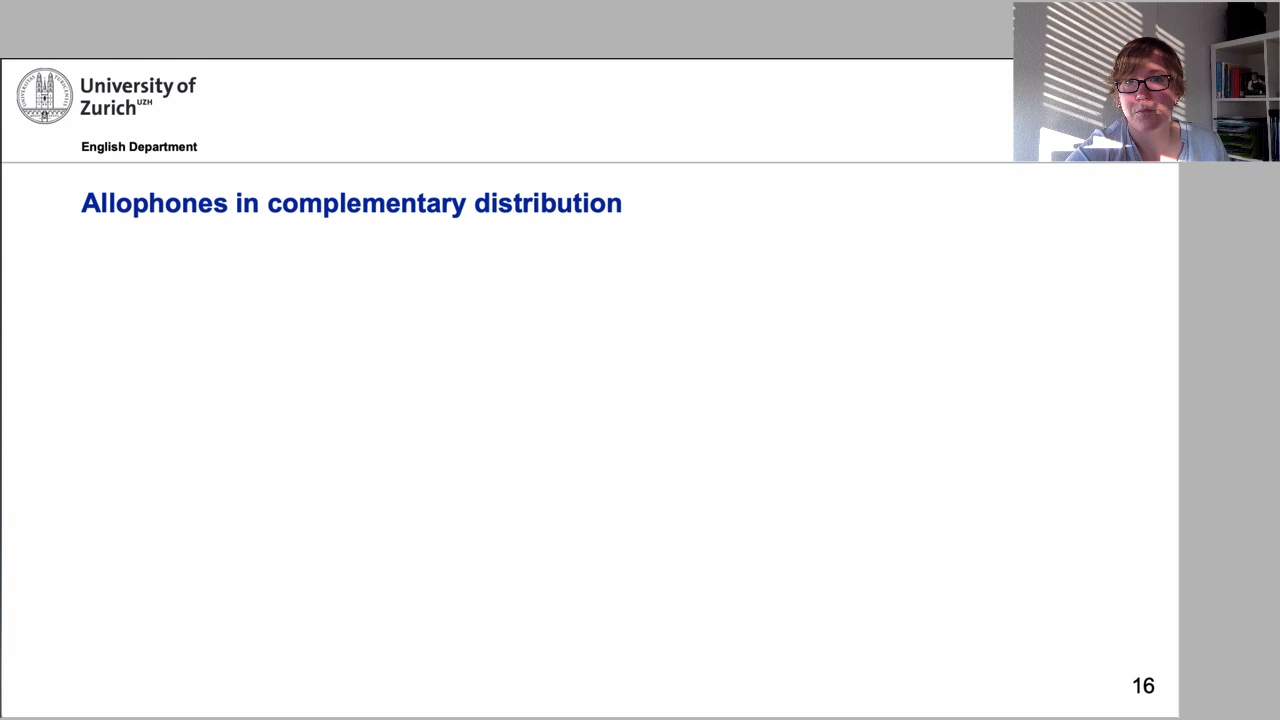 University of
Zurich UZH
English Department
Allophones in complementary distribution
16